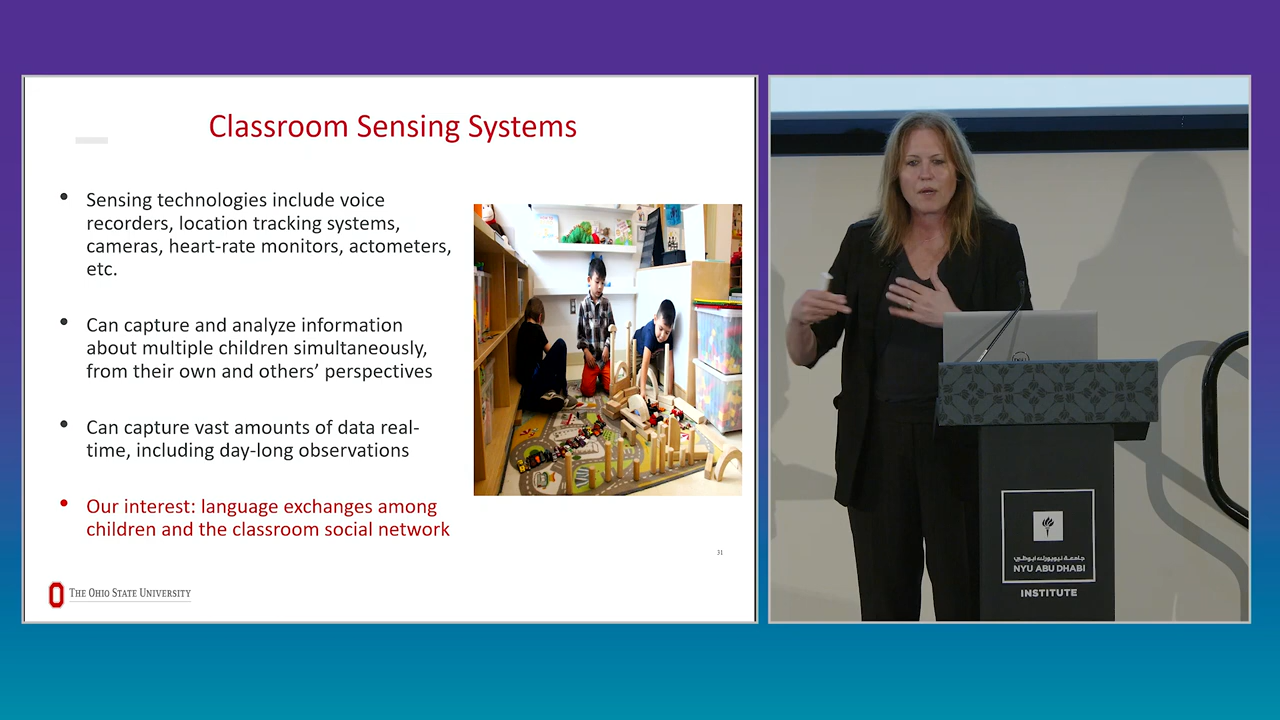 Classroom Sensing Systems
• Sensing technologies include voice
recorders, location tracking systems,
cameras, heart-rate monitors, actometers,
etc.
• Can capture and analyze information
about multiple children simultaneously,
from their own and others’ perspectives
• Can capture vast amounts of data real-
time, including day-long observations
• Our interest: language exchanges among
children and the classroom social network
31
THE OHIO STATE UNIVERSITY
DELL
جامعة نيويورك أبوظبي
NYU ABU DHABI
INSTITUTE